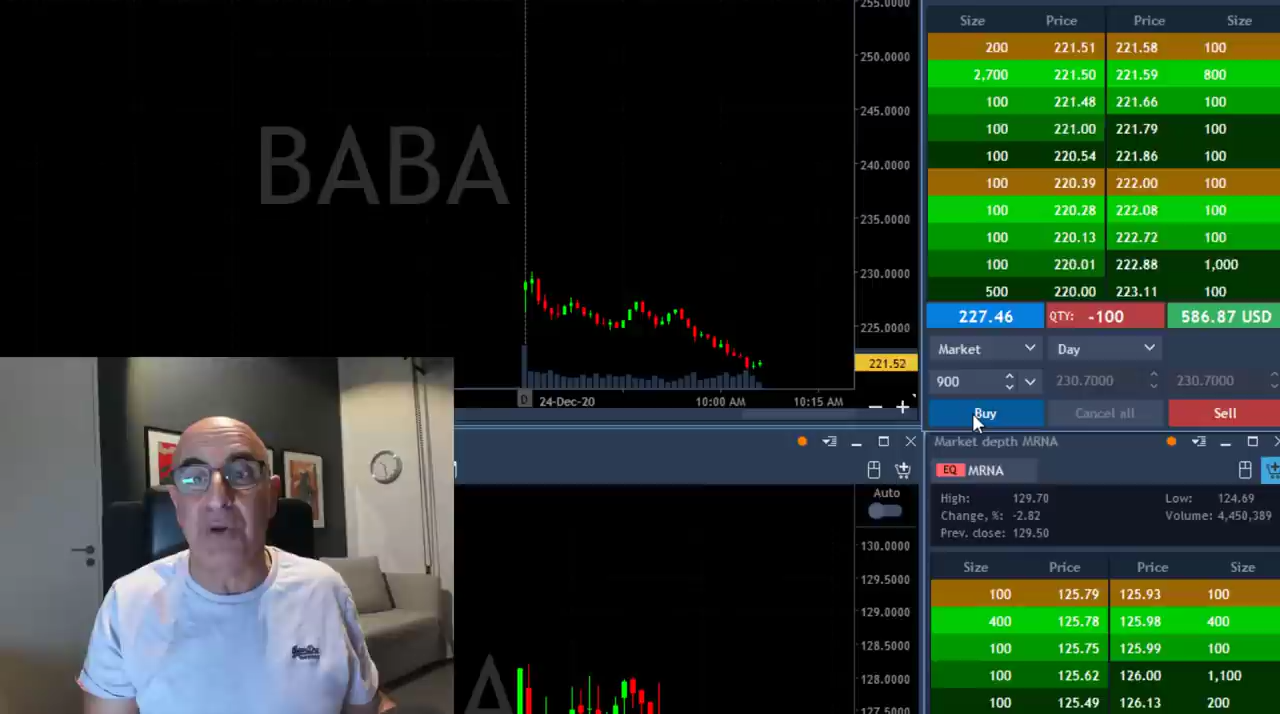 255.0000
250.0000
245.0000
240.0000
235.0000
230.0000
225.0000
221.52
BABA
24-Dec-20
10:00 AM
10:15 AM
D
Size Price Price Size
200 221.51 221.58 100
2,700 221.50 221.59 800
100 221.48 221.66 100
100 221.00 221.79 100
100 220.54 221.86 100
100 220.39 222.00 100
100 220.28 222.08 100
100 220.13 222.72 100
100 220.01 222.88 1,000
500 220.00 223.11 100
227.46 QTY: -100 586.87 USD
Market Day
900 230.7000 230.7000
Buy Cancel all Sell
Market depth MRNA
EQ MRNA
High: 129.70 Low: 124.69
Change, %: -2.82 Volume: 4,450,389
Prev. close: 129.50
Size Price Price Size
100 125.79 125.93 100
400 125.78 125.98 400
100 125.75 125.99 100
100 125.62 126.00 1,100
100 125.49 126.13 200
Auto
130.0000
129.5000
129.0000
128.5000
128.0000
127.5000
A